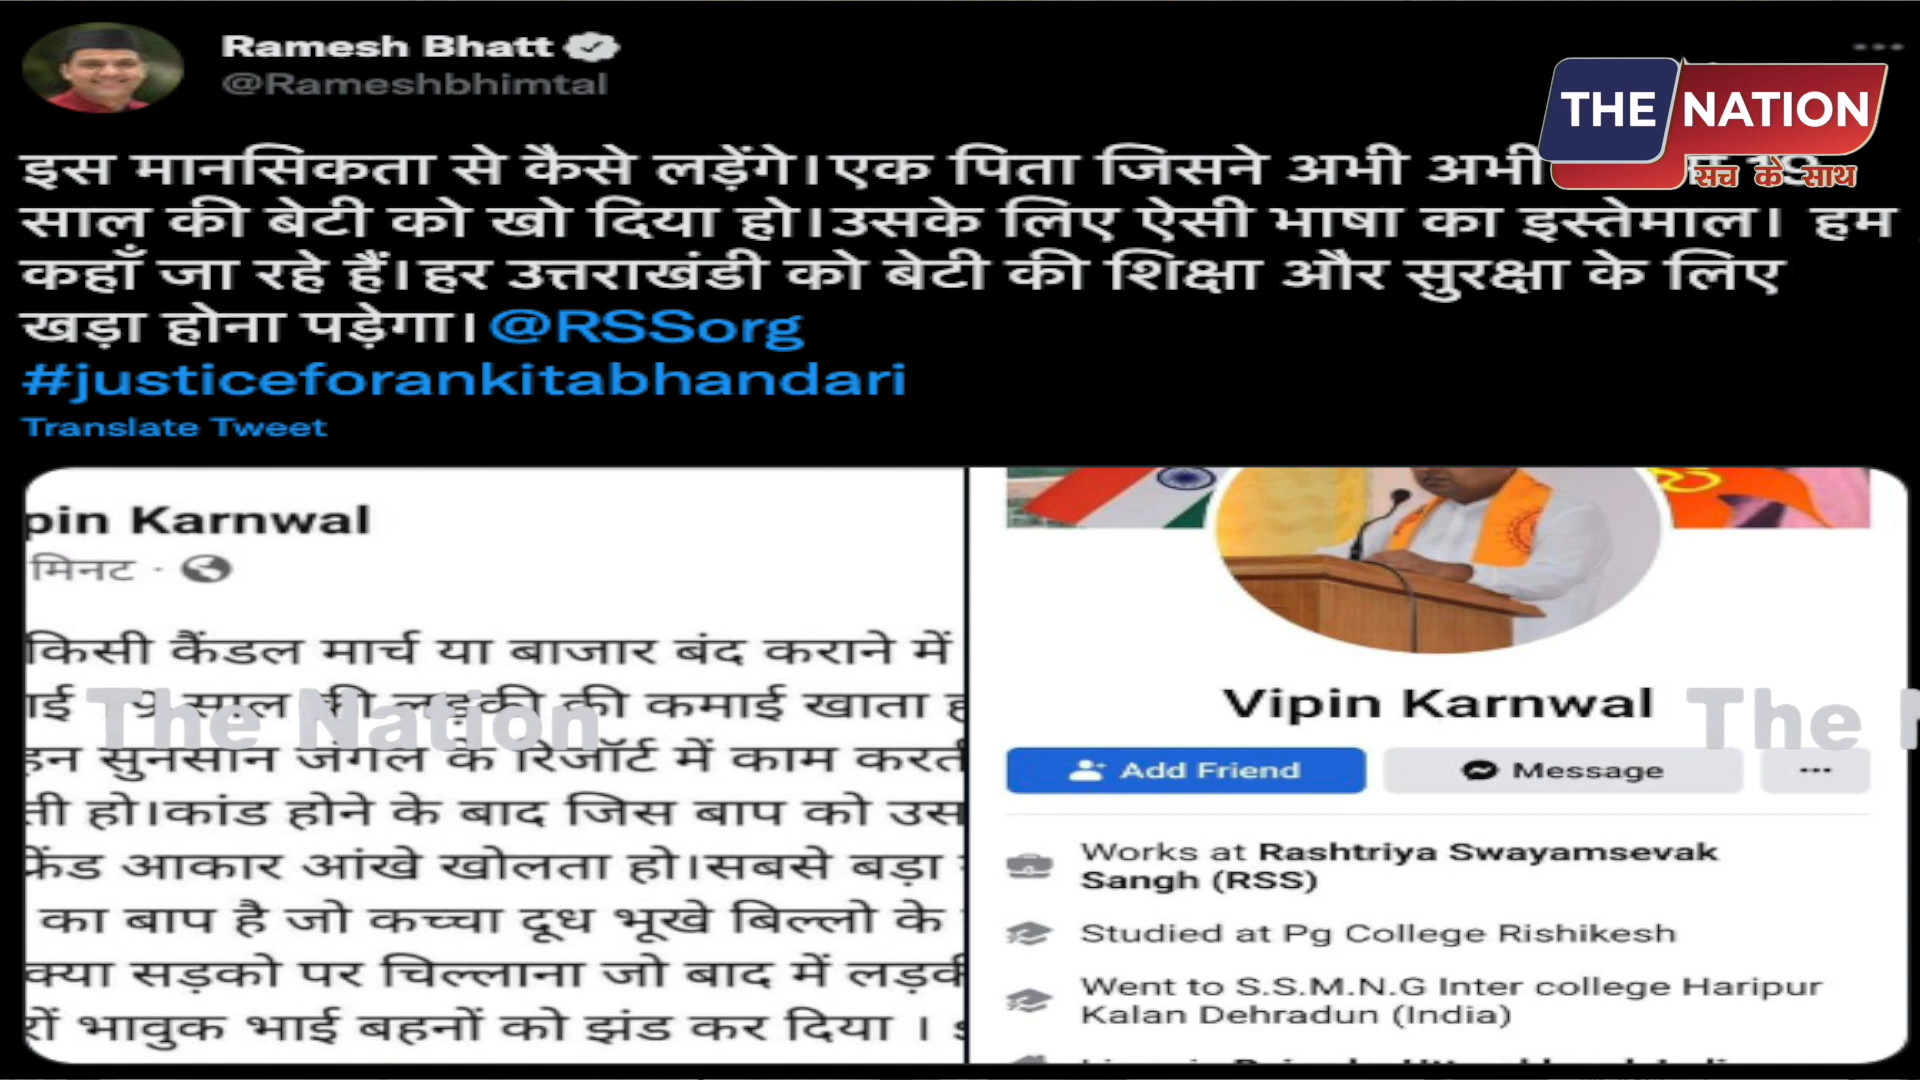 Ramesh Bhatt
@Rameshbhimtal
THE NATION
सच के साथ
इस मानसिकता से कैसे लड़ेंगे।एक पिता जिसने अभी अभी
साल की बेटी को खो दिया हो।उसके लिए ऐसी भाषा का इस्तेमाल। हम
कहाँ जा रहे हैं।हर उत्तराखंडी को बेटी की शिक्षा और सुरक्षा के लिए
खड़ा होना पड़ेगा।@RSSorg
#justiceforankitabhandari
Translate Tweet
pin Karnwal
मिनट ·
किसी कैंडल मार्च या बाजार बंद कराने में
साल की लड़की की कमाई खाता
सुनसान जंगल के रिजॉर्ट में काम करती
हो।कांड होने के बाद जिस बाप को उस
फ्रेंड आकार आंखे खोलता हो।सबसे बड़ा
का बाप है जो कच्चा दूध भूखे बिल्लो के
क्या सड़को पर चिल्लाना जो बाद में
भावुक भाई बहनों को झंड कर दिया ।
The Nation
Vipin Karnwal
The
Add Friend
Message
Works at Rashtriya Swayamsevak
Sangh (RSS)
Studied at Pg College Rishikesh
Went to S.S.M.N.G Inter college Haripur
Kalan Dehradun (India)